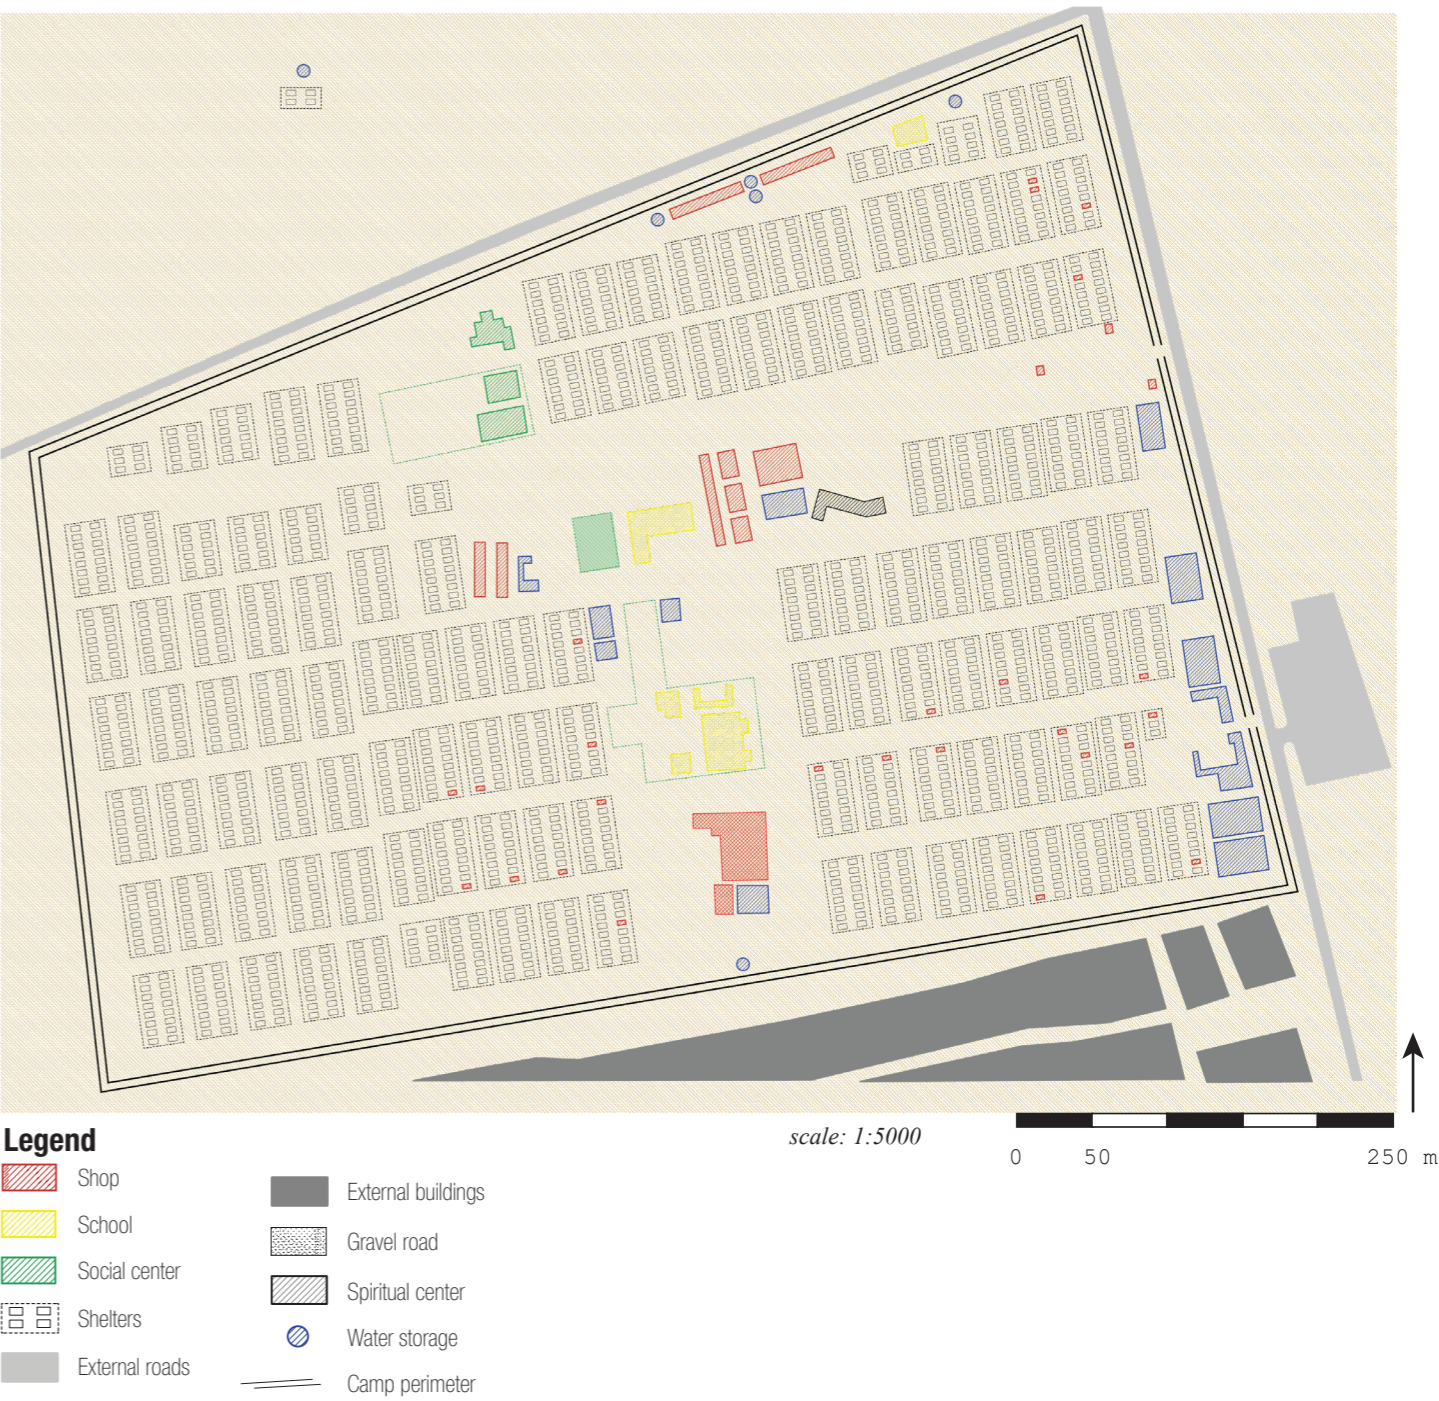 Legend
scale: 1:5000
0 50 250 m
Shop
School
Social center
Shelters
External roads
External buildings
Gravel road
Spiritual center
Water storage
Camp perimeter